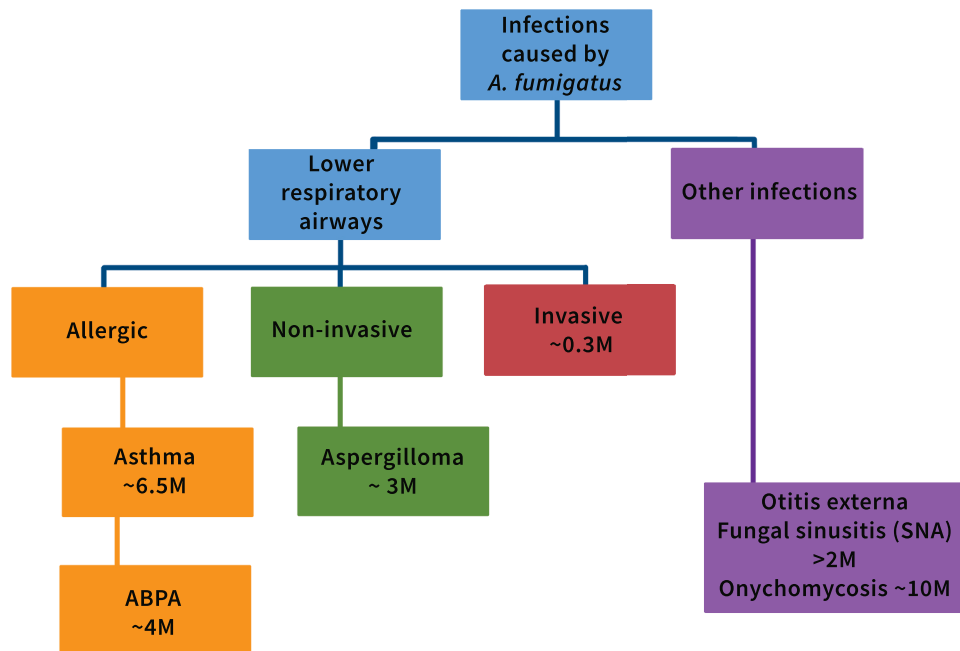 Infections
caused by
A. fumigatus
Lower
respiratory
airways
Other infections
Allergic
Non-invasive
Invasive
~0.3M
Asthma
~6.5M
Aspergilloma
~ 3M
Otitis externa
Fungal sinusitis (SNA)
>2M
Onychomycosis ~10M
ABPA
~4M